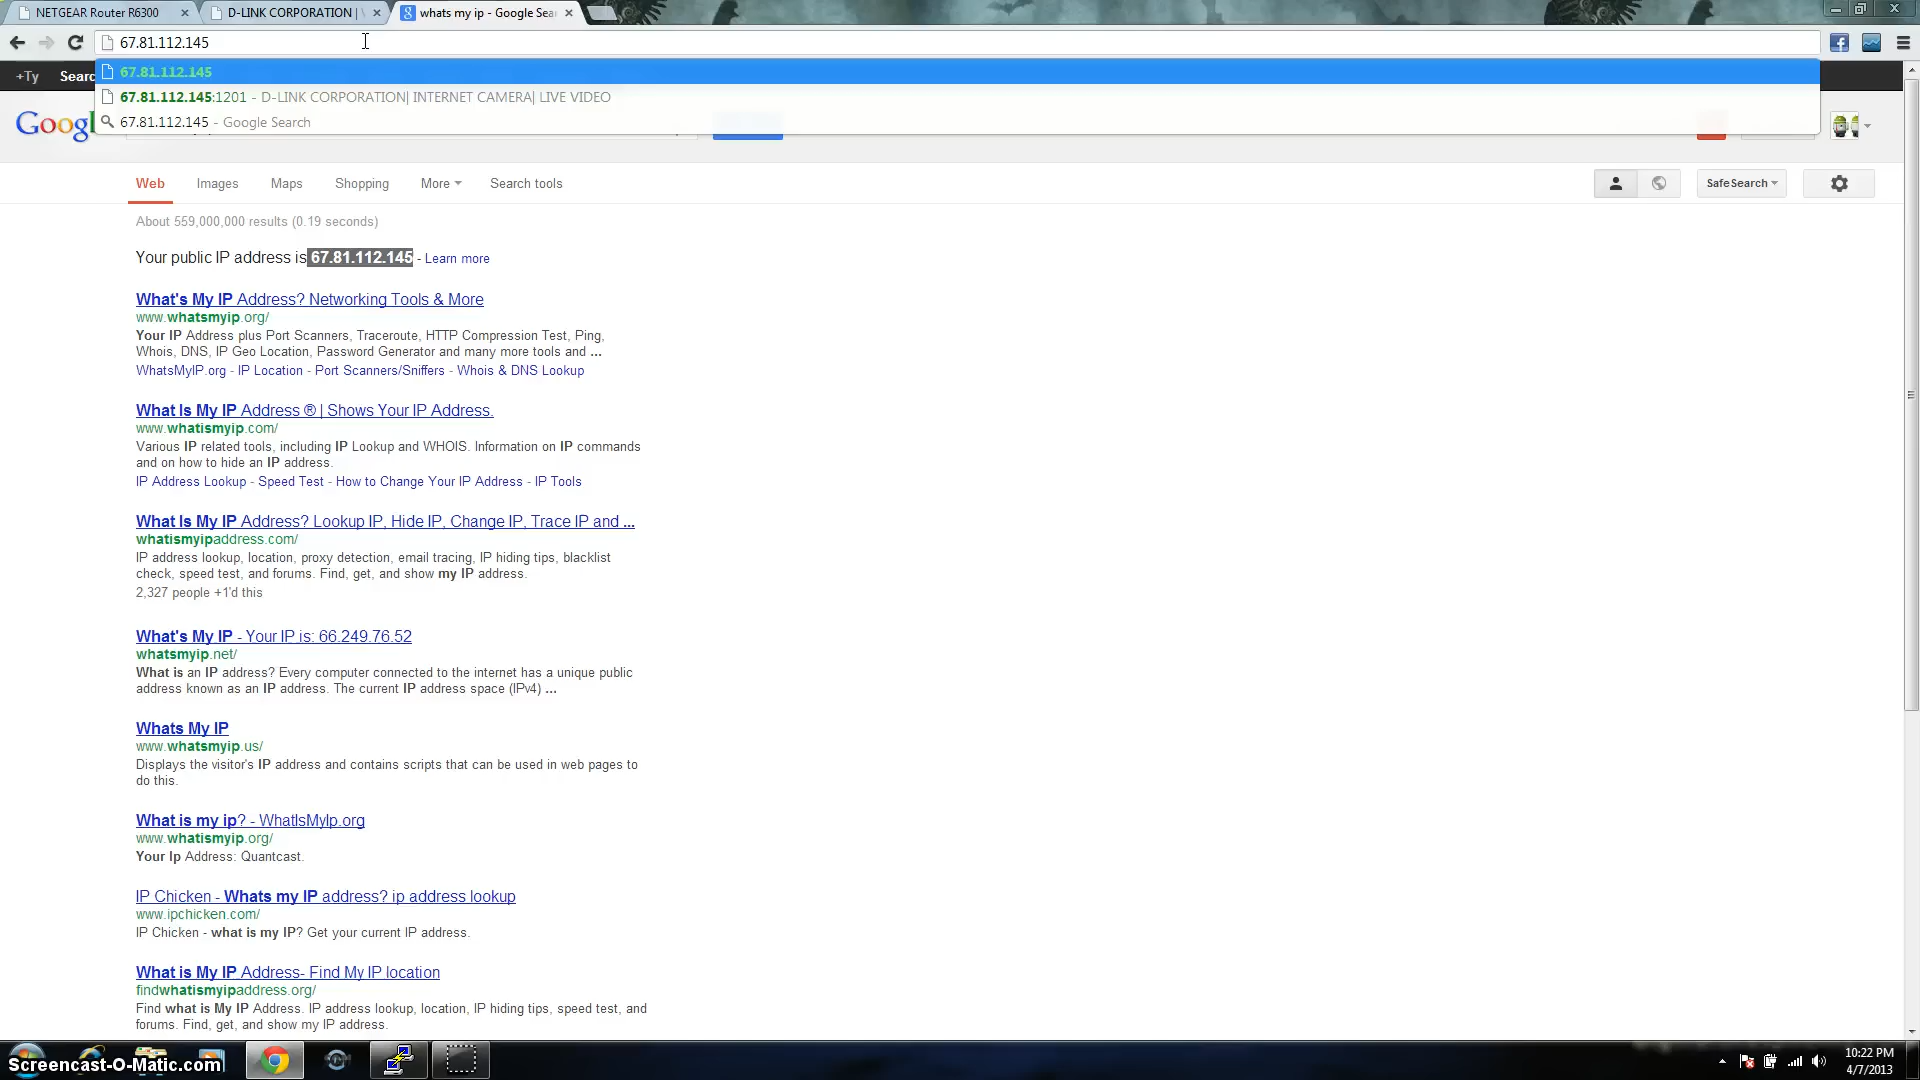 NETGEAR Router R6300
D-LINK CORPORATION |
whats my ip - Google Sea
67.81.112.145
67.81.112.145
67.81.112.145:1201 - D-LINK CORPORATION| INTERNET CAMERA| LIVE VIDEO
67.81.112.145 - Google Search
+Ty Searc
Googl
Web Images Maps Shopping More Search tools
SafeSearch
About 559,000,000 results (0.19 seconds)
Your public IP address is 67.81.112.145 - Learn more
What's My IP Address? Networking Tools & More
www.whatsmyip.org/
Your IP Address plus Port Scanners, Traceroute, HTTP Compression Test, Ping,
Whois, DNS, IP Geo Location, Password Generator and many more tools and ...
WhatsMyIP.org - IP Location - Port Scanners/Sniffers - Whois & DNS Lookup
What Is My IP Address ® | Shows Your IP Address.
www.whatismyip.com/
Various IP related tools, including IP Lookup and WHOIS. Information on IP commands
and on how to hide an IP address.
IP Address Lookup - Speed Test - How to Change Your IP Address - IP Tools
What Is My IP Address? Lookup IP, Hide IP, Change IP, Trace IP and ...
whatismyipaddress.com/
IP address lookup, location, proxy detection, email tracing, IP hiding tips, blacklist
check, speed test, and forums. Find, get, and show my IP address.
2,327 people +1'd this
What's My IP - Your IP is: 66.249.76.52
whatsmyip.net/
What is an IP address? Every computer connected to the internet has a unique public
address known as an IP address. The current IP address space (IPv4) ...
Whats My IP
www.whatsmyip.us/
Displays the visitor's IP address and contains scripts that can be used in web pages to
do this.
What is my ip? - WhatIsMyIp.org
www.whatismyip.org/
Your Ip Address: Quantcast.
IP Chicken - Whats my IP address? ip address lookup
www.ipchicken.com/
IP Chicken - what is my IP? Get your current IP address.
What is My IP Address- Find My IP location
findwhatismyipaddress.org/
Find what is My IP Address. IP address lookup, location, IP hiding tips, speed test, and
forums. Find, get, and show my IP address.
Screencast-O-Matic.com
10:22 PM
4/7/2013